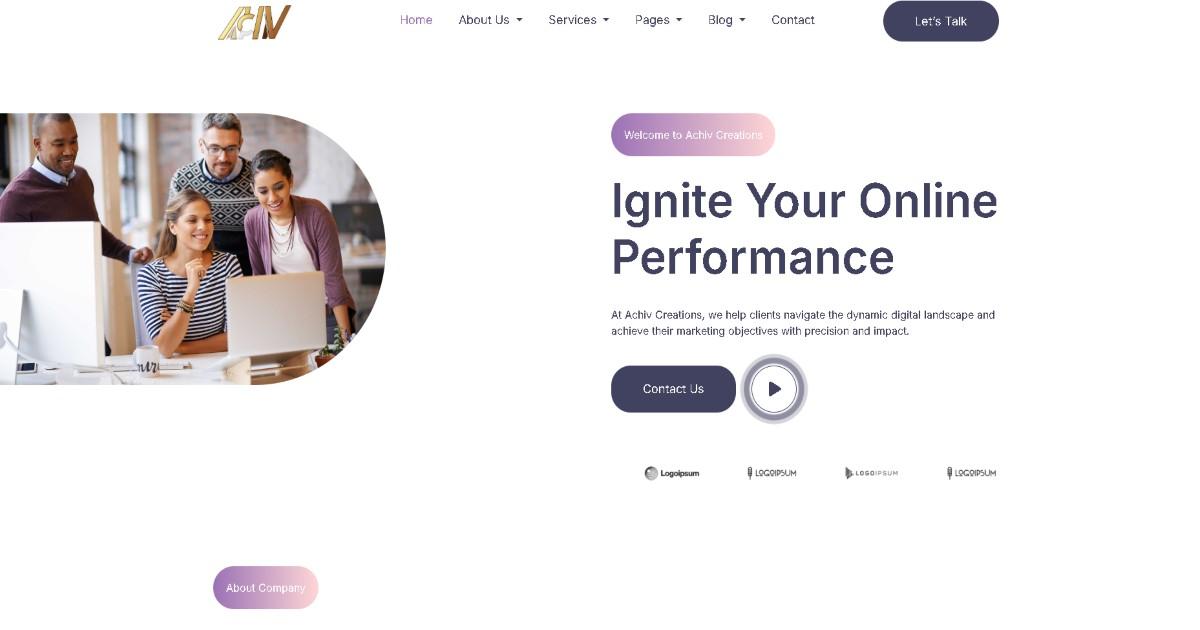 AchIV
Home
About Us
Services
Pages
Blog
Contact
Let's Talk
Welcome to Achiv Creations
Ignite Your Online
Performance
At Achiv Creations, we help clients navigate the dynamic digital landscape and
achieve their marketing objectives with precision and impact.
Contact Us
Logoipsum
LOGOIPSUM
LOGOIPSUM
LOGOIPSUM
About Company